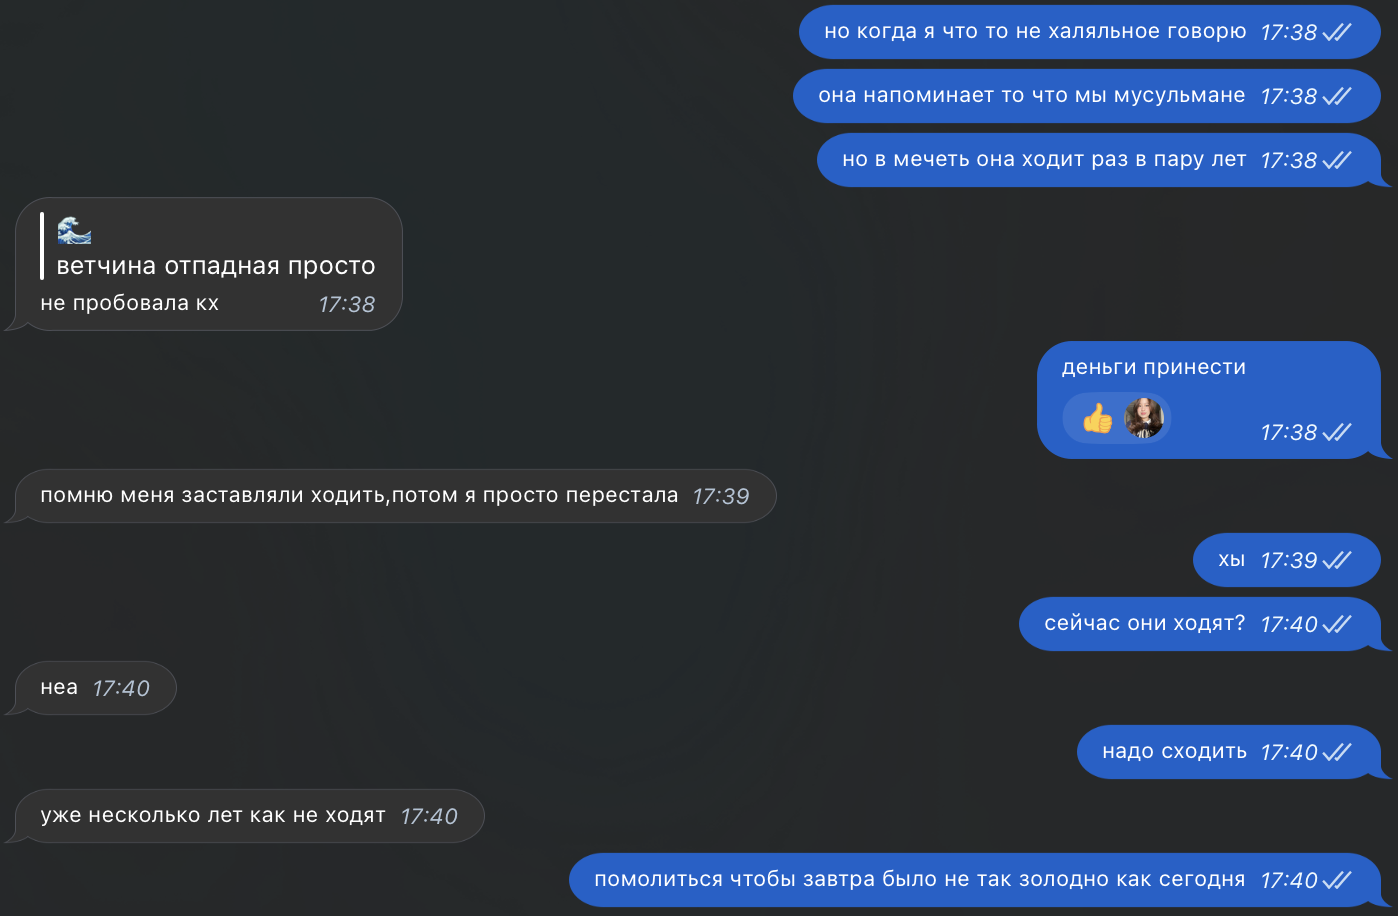 но когда я что то не халяльное говорю 17:38
она напоминает то что мы мусульмане 17:38
но в мечеть она ходит раз в пару лет 17:38
ветчина отпадная просто
не пробовала кх 17:38
деньги принести
17:38
помню меня заставляли ходить,потом я просто перестала 17:39
хы 17:39
сейчас они ходят? 17:40
неа 17:40
надо сходить 17:40
уже несколько лет как не ходят 17:40
помолиться чтобы завтра было не так золодно как сегодня 17:40